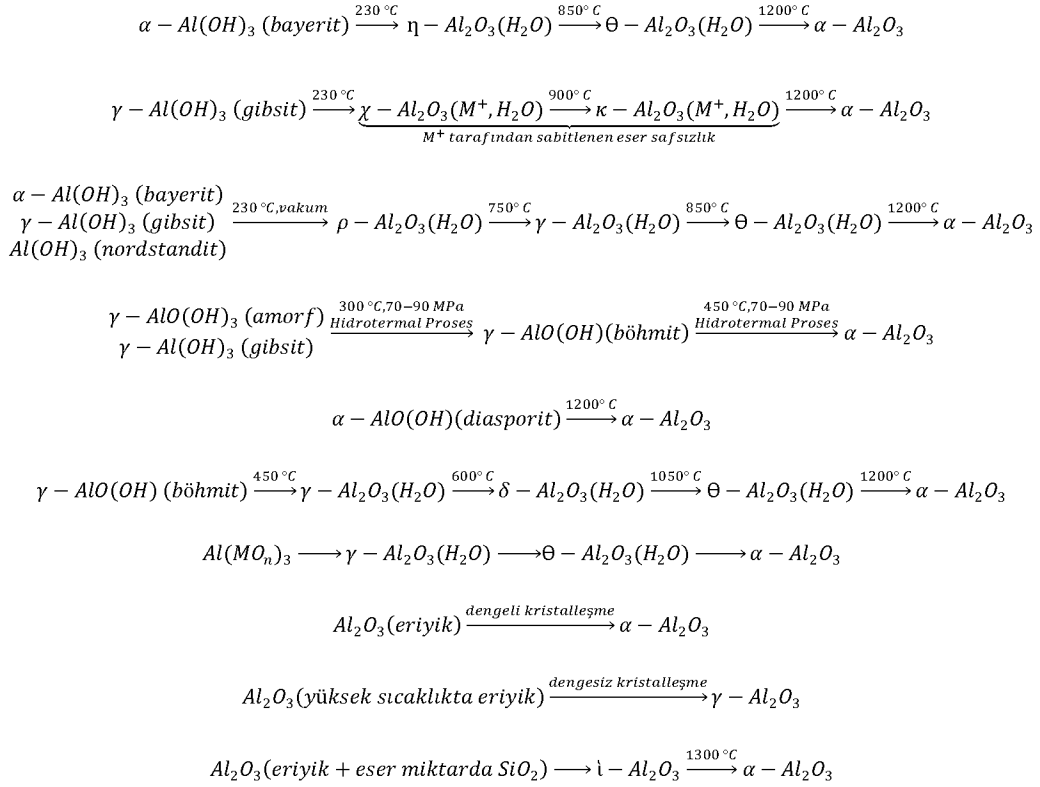 α − Al(OH)₃ (bayerit) —230 °C→ η − Al₂O₃(H₂O) —850° C→ ϴ − Al₂O₃(H₂O) —1200° C→ α − Al₂O₃
γ − Al(OH)₃ (gibsit) —230 °C→ χ − Al₂O₃(M⁺, H₂O) —900° C→ κ − Al₂O₃(M⁺, H₂O) —1200° C→ α − Al₂O₃
M⁺ tarafından sabitlenen eser safsızlık
α − Al(OH)₃ (bayerit)
γ − Al(OH)₃ (gibsit) —230 °C,vakum→ ρ − Al₂O₃(H₂O) —750° C→ γ − Al₂O₃(H₂O) —850° C→ ϴ − Al₂O₃(H₂O) —1200° C→ α − Al₂O₃
Al(OH)₃ (nordstandit)
γ − AlO(OH)₃ (amorf) 300 °C,70−90 MPa 450 °C,70−90 MPa
Hidrotermal Proses → γ − AlO(OH)(böhmit) Hidrotermal Proses → α − Al₂O₃
γ − Al(OH)₃ (gibsit)
α − AlO(OH)(diasporit) —1200° C→ α − Al₂O₃
γ − AlO(OH) (böhmit) —450 °C→ γ − Al₂O₃(H₂O) —600° C→ δ − Al₂O₃(H₂O) —1050° C→ ϴ − Al₂O₃(H₂O) —1200° C→ α − Al₂O₃
Al(MOₙ)₃ → γ − Al₂O₃(H₂O) → ϴ − Al₂O₃(H₂O) → α − Al₂O₃
Al₂O₃(eriyik) —dengeli kristalleşme→ α − Al₂O₃
Al₂O₃(yüksek sıcaklıkta eriyik) —dengesiz kristalleşme→ γ − Al₂O₃
Al₂O₃(eriyik + eser miktarda SiO₂) → ὶ − Al₂O₃ —1300 °C→ α − Al₂O₃